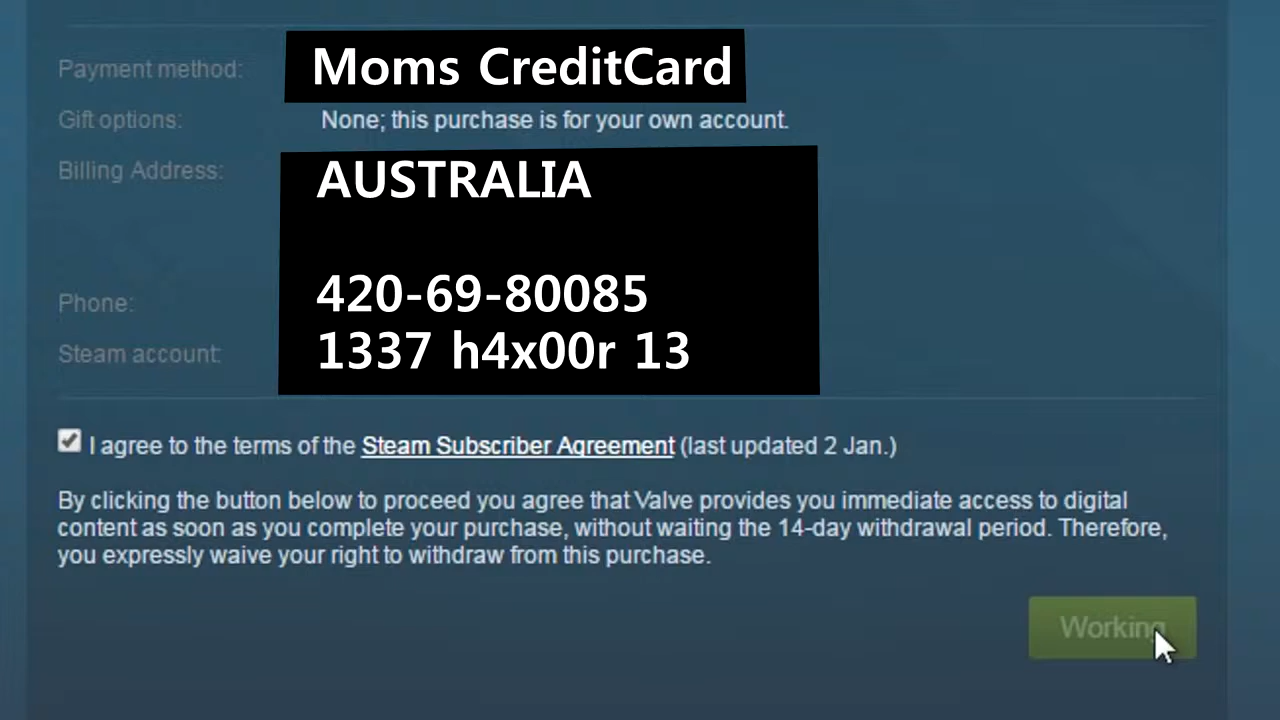 Payment method: Moms CreditCard
Gift options: None; this purchase is for your own account.
Billing Address: AUSTRALIA
Phone: 420-69-80085
Steam account: 1337 h4x00r 13
I agree to the terms of the Steam Subscriber Agreement (last updated 2 Jan.)
By clicking the button below to proceed you agree that Valve provides you immediate access to digital
content as soon as you complete your purchase, without waiting the 14-day withdrawal period. Therefore,
you expressly waive your right to withdraw from this purchase.
Working